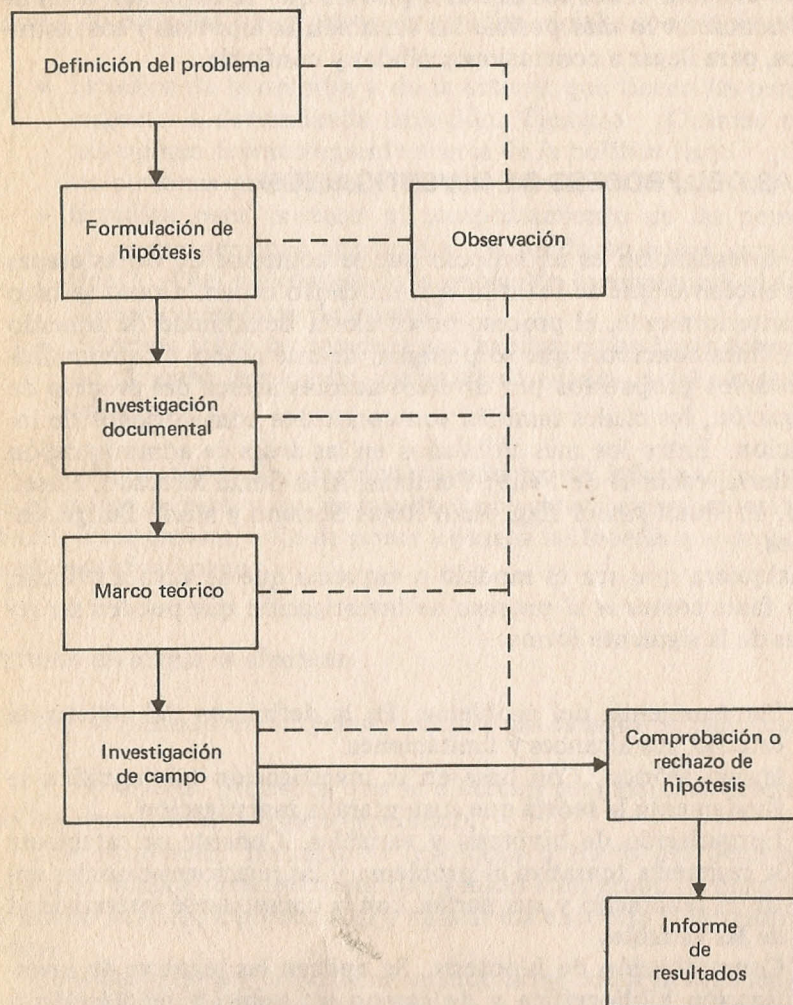 Definición del problema
Formulación de
hipótesis
Observación
Investigación
documental
Marco teórico
Investigación
de campo
Comprobación o
rechazo de
hipótesis
Informe
de
resultados